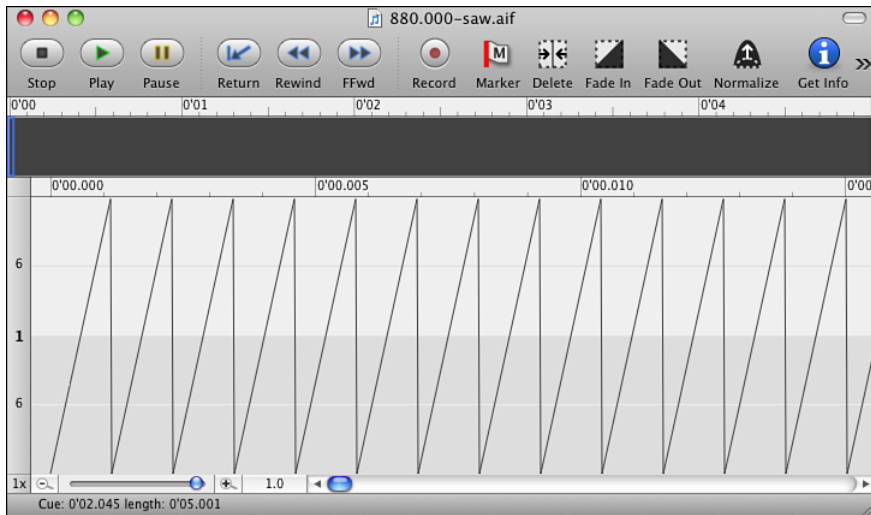 880.000-saw.aif
Stop Play Pause Return Rewind FFwd Record Marker Delete Fade In Fade Out Normalize Get Info
0'00 0'01 0'02 0'03 0'04
0'00.000 0'00.005 0'00.010 0'00
6
1
6
1x 1.0
Cue: 0'02.045 length: 0'05.001